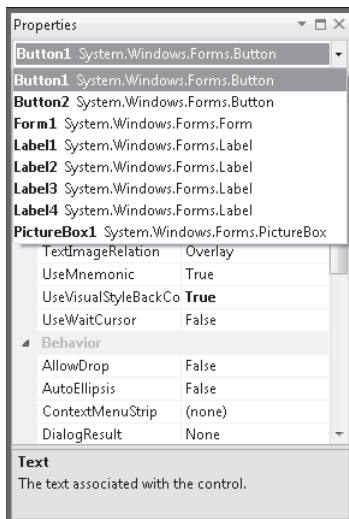 Properties
Button1 System.Windows.Forms.Button
Button1 System.Windows.Forms.Button
Button2 System.Windows.Forms.Button
Form1 System.Windows.Forms.Form
Label1 System.Windows.Forms.Label
Label2 System.Windows.Forms.Label
Label3 System.Windows.Forms.Label
Label4 System.Windows.Forms.Label
PictureBox1 System.Windows.Forms.PictureBox
TextImageRelation Overlay
UseMnemonic True
UseVisualStyleBackCo True
UseWaitCursor False
Behavior
AllowDrop False
AutoEllipsis False
ContextMenuStrip (none)
DialogResult None
Text
The text associated with the control.